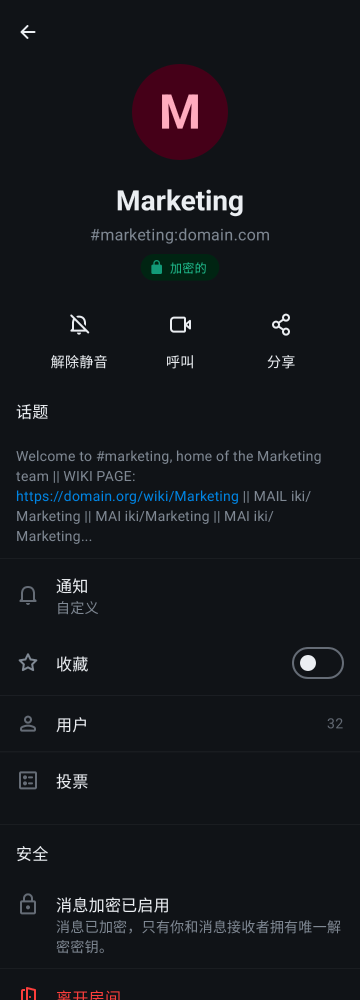 M
Marketing
#marketing:domain.com
加密的
解除静音
呼叫
分享
话题
Welcome to #marketing, home of the Marketing
team || WIKI PAGE:
https://domain.org/wiki/Marketing || MAIL iki/
Marketing || MAI iki/Marketing || MAI iki/
Marketing...
通知
自定义
收藏
用户
32
投票
安全
消息加密已启用
消息已加密，只有你和消息接收者拥有唯一解
密密钥。
离开房间